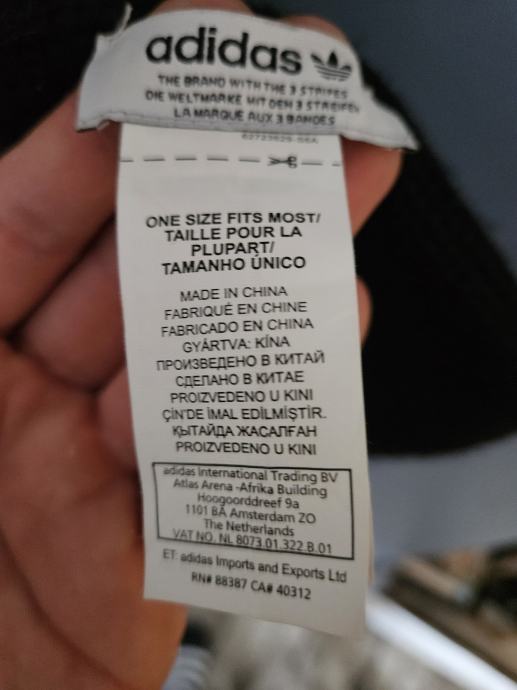 adidas
THE BRAND WITH THE 3 STRIPES
DIE WELTMARKE MIT DEN 3 STREIFEN
LA MARQUE AUX 3 BANDES
ONE SIZE FITS MOST/
TAILLE POUR LA
PLUPART/
TAMANHO ÚNICO
MADE IN CHINA
FABRIQUÉ EN CHINE
FABRICADO EN CHINA
GYÁRTVA: KÍNA
ПРОИЗВЕДЕНО В КИТАЙ
СДЕЛАНО В КИТАЕ
PROIZVEDENO U KINI
ÇİN'DE İMAL EDİLMİŞTİR.
ҚЫТАЙДА ЖАСАЛҒАН
PROIZVEDENO U KINI
adidas International Trading BV
Atlas Arena -Afrika Building
Hoogoorddreef 9a
1101 BA Amsterdam ZO
The Netherlands
VAT NO. NL 8073.01.322.B.01
ET: adidas Imports and Exports Ltd
RN# 88387 CA# 40312